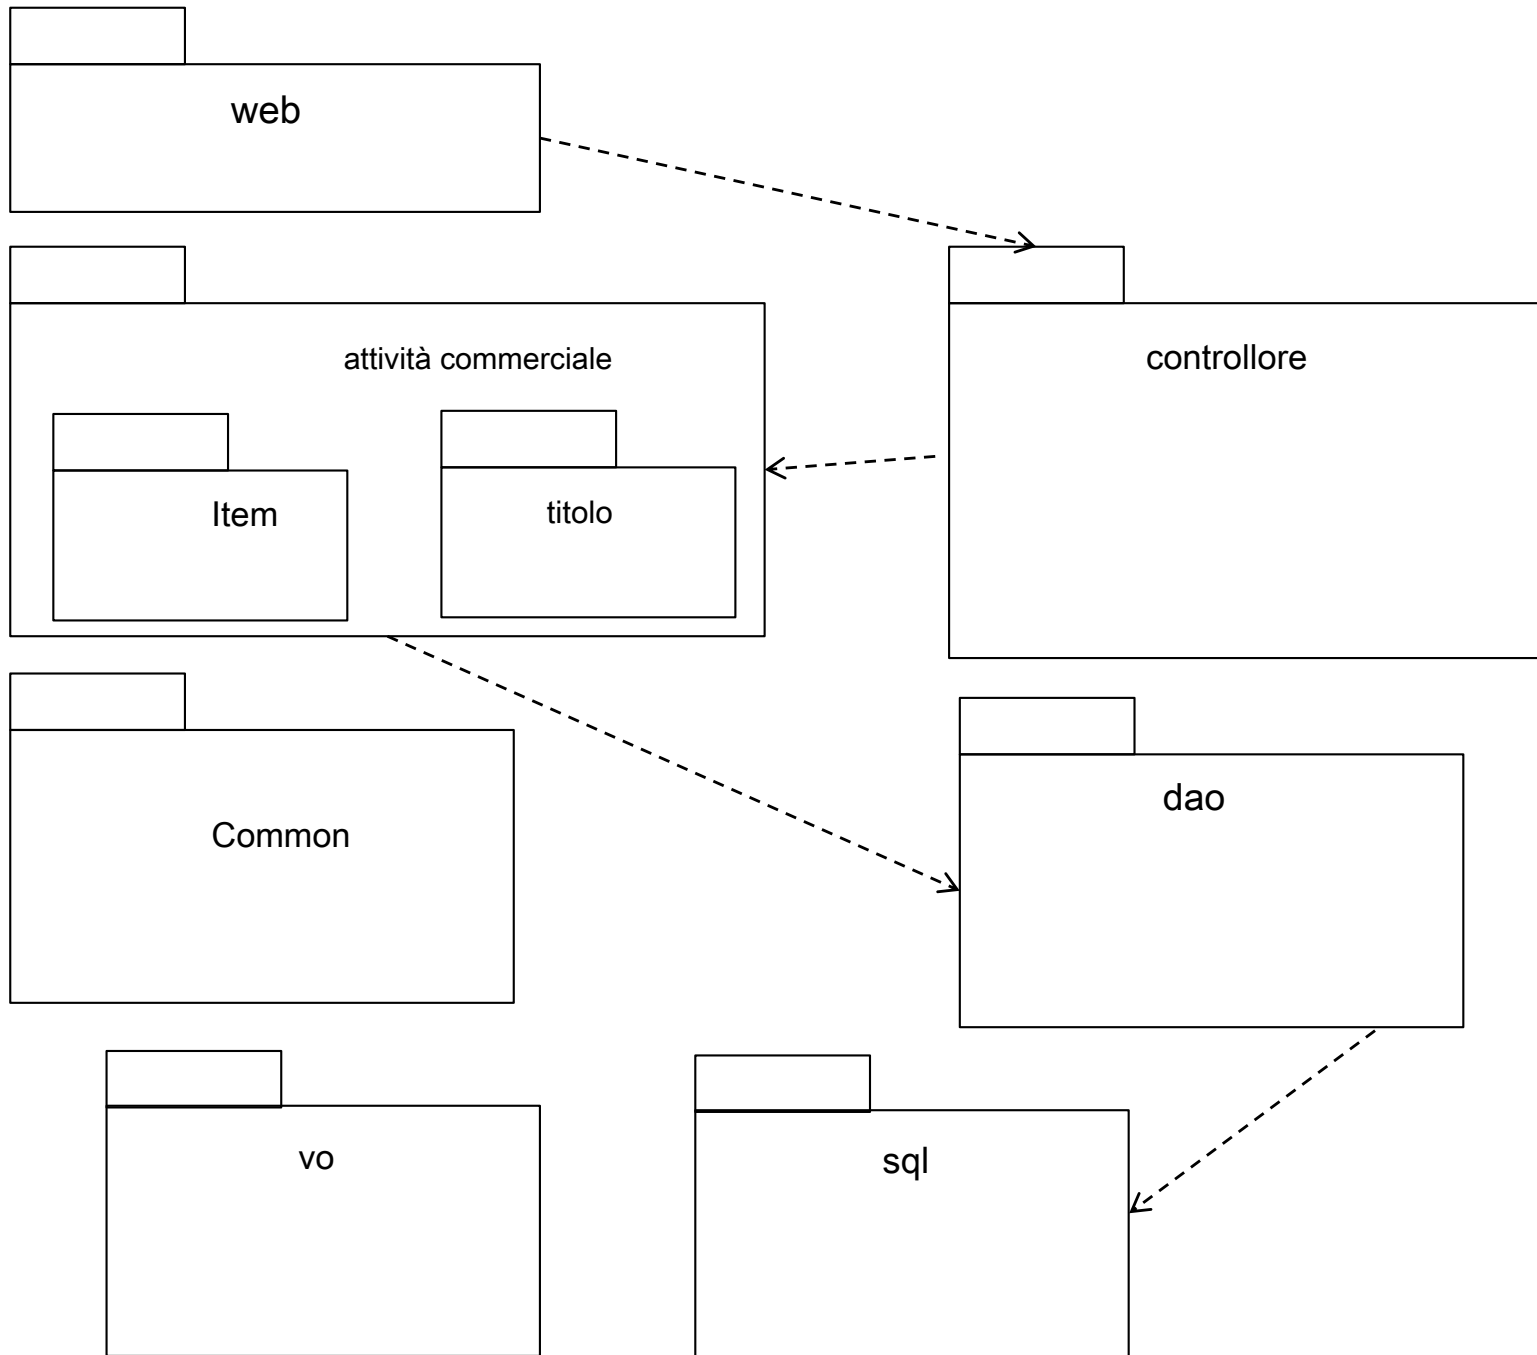 web
attività commerciale
controllore
Item
titolo
dao
Common
vo
sql